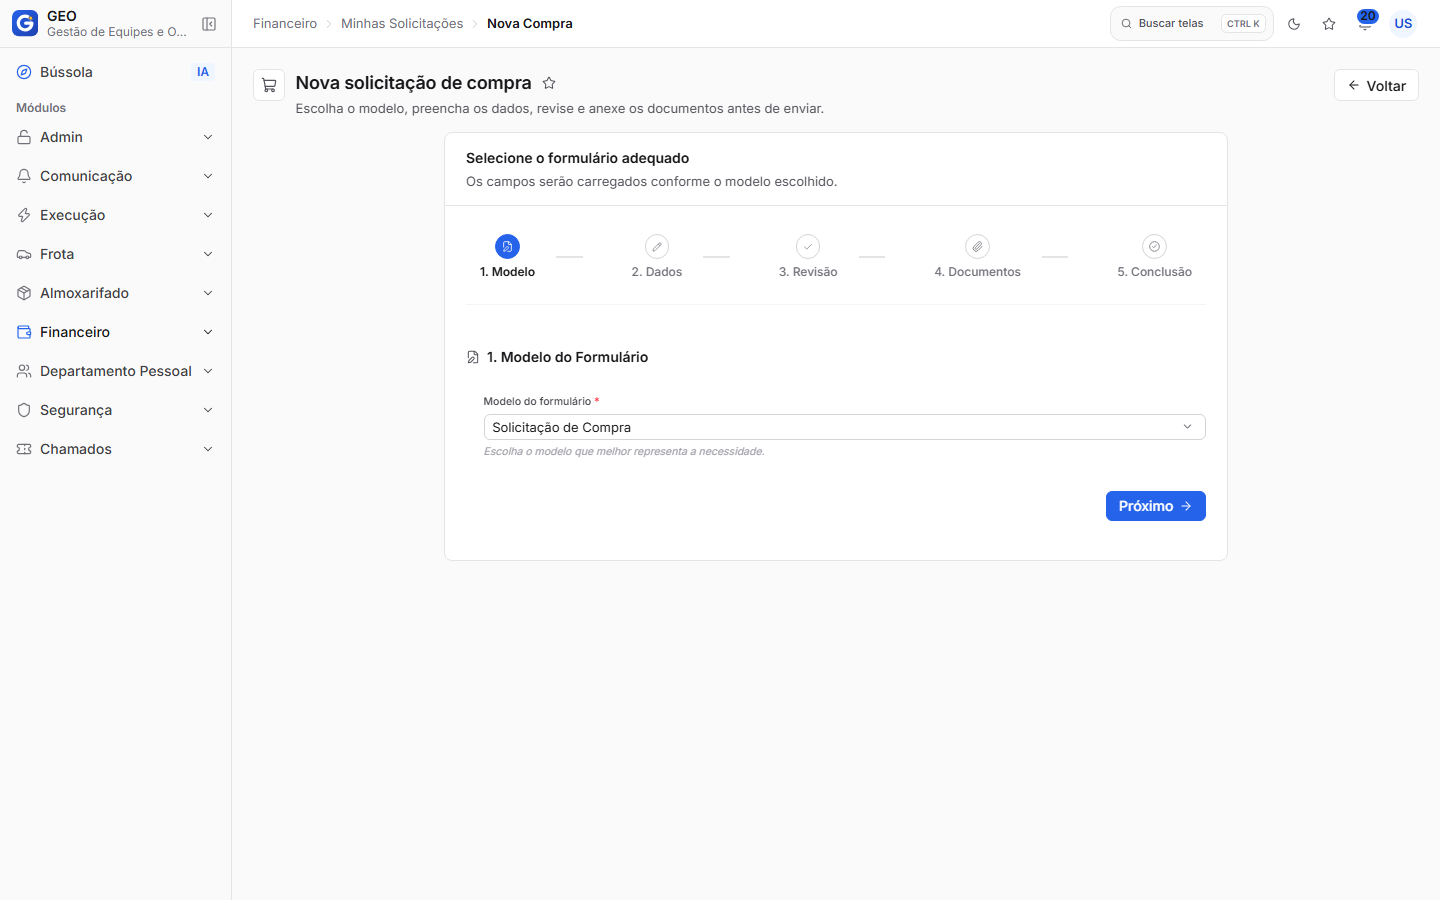 GEO
Gestão de Equipes e O...
Bússola
IA
Módulos
Admin
Comunicação
Execução
Frota
Almoxarifado
Financeiro
Departamento Pessoal
Segurança
Chamados
Financeiro
Minhas Solicitações
Nova Compra
Buscar telas
CTRL K
20
US
Nova solicitação de compra
Escolha o modelo, preencha os dados, revise e anexe os documentos antes de enviar.
Voltar
Selecione o formulário adequado
Os campos serão carregados conforme o modelo escolhido.
1. Modelo
2. Dados
3. Revisão
4. Documentos
5. Conclusão
1. Modelo do Formulário
Modelo do formulário *
Solicitação de Compra
Escolha o modelo que melhor representa a necessidade.
Próximo